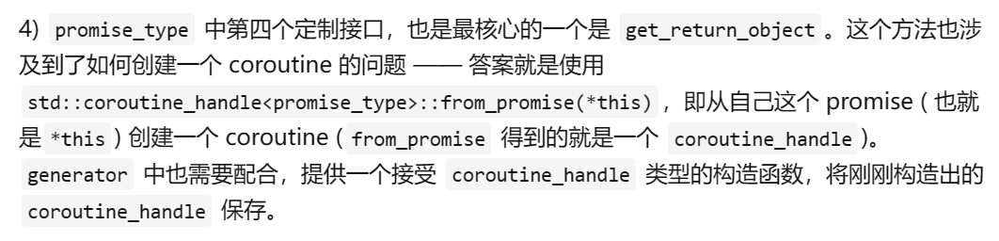 4) promise_type 中第四个定制接口，也是最核心的一个是 get_return_object。这个方法也涉
及到了如何创建一个 coroutine 的问题 —— 答案就是使用
std::coroutine_handle<promise_type>::from_promise(*this)，即从自己这个 promise ( 也就
是 *this ) 创建一个 coroutine ( from_promise 得到的就是一个 coroutine_handle )。
generator 中也需要配合，提供一个接受 coroutine_handle 类型的构造函数，将刚刚构造出的
coroutine_handle 保存。